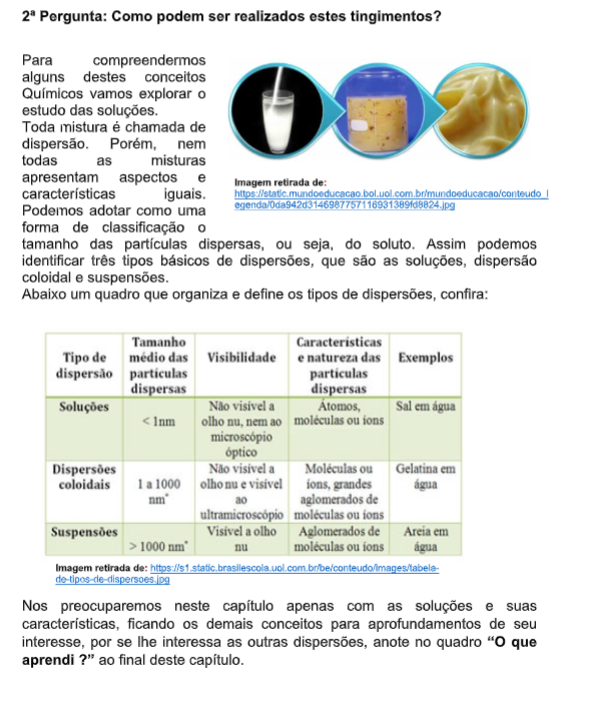 2ª Pergunta: Como podem ser realizados estes tingimentos?
Para compreendermos
alguns destes conceitos
Químicos vamos explorar o
estudo das soluções.
Toda mistura é chamada de
dispersão. Porém, nem
todas as misturas
apresentam aspectos e
características iguais.
Podemos adotar como uma
forma de classificação o
tamanho das partículas dispersas, ou seja, do soluto. Assim podemos
identificar três tipos básicos de dispersões, que são as soluções, dispersão
coloidal e suspensões.
Imagem retirada de:
https://static.mundoeducacao.bol.uol.com.br/mundoeducacao/conteudo_l
egenda/0da942d3146987757116931389fd8824.jpg
Abaixo um quadro que organiza e define os tipos de dispersões, confira:
Tipo de
dispersão
Tamanho
médio das
partículas
dispersas
Visibilidade
Características
e natureza das
partículas
dispersas
Exemplos
Soluções
< 1nm
Não visível a
olho nu, nem ao
microscópio
óptico
Átomos,
moléculas ou íons
Sal em água
Dispersões
coloidais
1 a 1000
nm*
Não visível a
olho nu e visível
ao
ultramicroscópio
Moléculas ou
íons, grandes
aglomerados de
moléculas ou íons
Gelatina em
água
Suspensões
> 1000 nm*
Visível a olho
nu
Aglomerados de
moléculas ou íons
Areia em
água
Imagem retirada de: https://s1.static.brasilescola.uol.com.br/be/conteudo/images/tabela-
de-tipos-de-dispersoes.jpg
Nos preocuparemos neste capítulo apenas com as soluções e suas
características, ficando os demais conceitos para aprofundamentos de seu
interesse, por se lhe interessa as outras dispersões, anote no quadro “O que
aprendi ?” ao final deste capítulo.